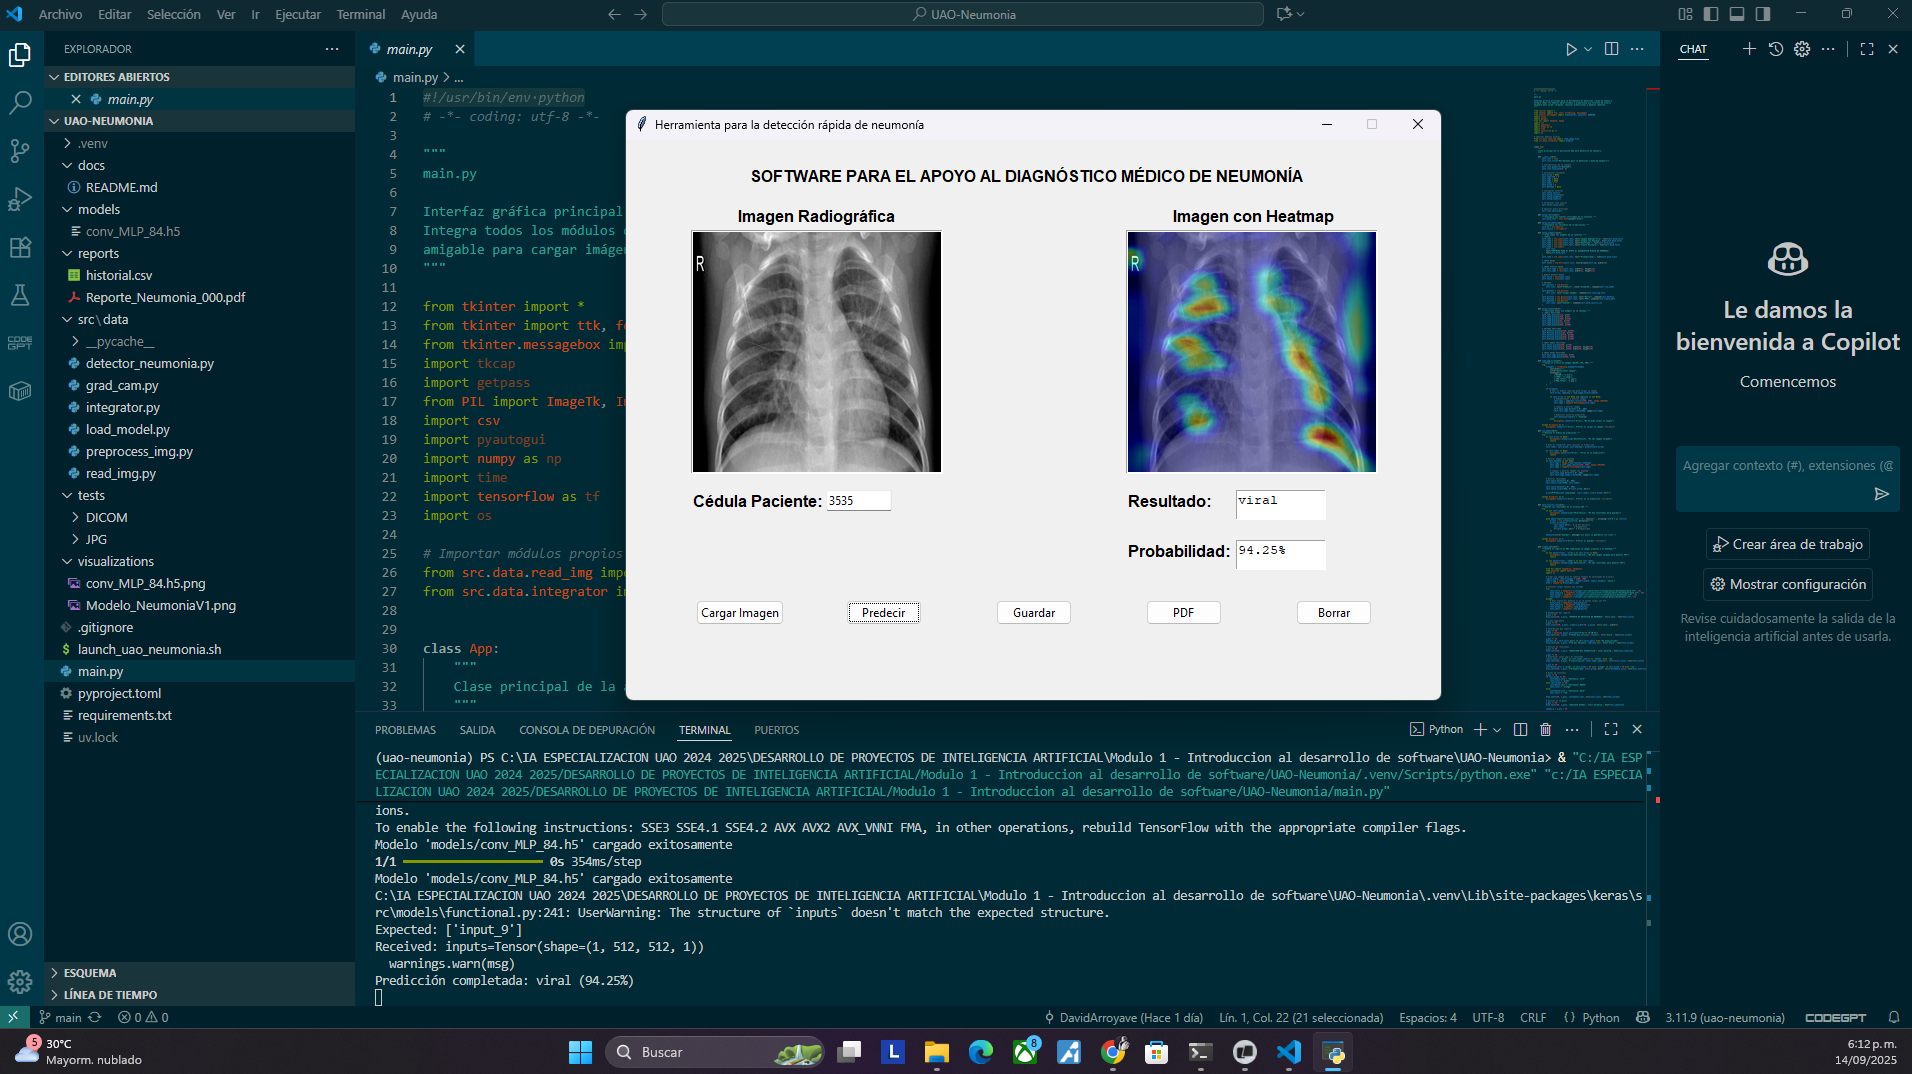 Archivo Editar Selección Ver Ir Ejecutar Terminal Ayuda
UAO-Neumonia
EXPLORADOR
EDITORES ABIERTOS
main.py
UAO-NEUMONIA
.venv
docs
README.md
models
conv_MLP_84.h5
reports
historial.csv
Reporte_Neumonia_000.pdf
src\data
__pycache__
detector_neumonia.py
grad_cam.py
integrator.py
load_model.py
preprocess_img.py
read_img.py
tests
DICOM
JPG
visualizations
conv_MLP_84.h5.png
Modelo_NeumoniaV1.png
.gitignore
launch_uao_neumonia.sh
main.py
pyproject.toml
requirements.txt
uv.lock
ESQUEMA
LÍNEA DE TIEMPO
main.py
main.py > ...
1 #!/usr/bin/env·python
2 # -*- coding: utf-8 -*-
3
4 """
5 main.py
6
7 Interfaz gráfica principal
8 Integra todos los módulos
9 amigable para cargar imágen
10 """
11
12 from tkinter import *
13 from tkinter import ttk,
14 from tkinter.messagebox
15 import tkcap
16 import getpass
17 from PIL import ImageTk,
18 import csv
19 import pyautogui
20 import numpy as np
21 import time
22 import tensorflow as tf
23 import os
24
25 # Importar módulos propios
26 from src.data.read_img
27 from src.data.integrator
28
29
30 class App:
31 """
32 Clase principal de la
33 """
Herramienta para la detección rápida de neumonía
SOFTWARE PARA EL APOYO AL DIAGNÓSTICO MÉDICO DE NEUMONÍA
Imagen Radiográfica
Imagen con Heatmap
R
R
Cédula Paciente: 3535
Resultado: viral
Probabilidad: 94.25%
Cargar Imagen Predecir Guardar PDF Borrar
CHAT
Le damos la
bienvenida a Copilot
Comencemos
Agregar contexto (#), extensiones (@
Crear área de trabajo
Mostrar configuración
Revise cuidadosamente la salida de la
inteligencia artificial antes de usarla.
PROBLEMAS SALIDA CONSOLA DE DEPURACIÓN TERMINAL PUERTOS
Python
(uao-neumonia) PS C:\IA ESPECIALIZACION UAO 2024 2025\DESARROLLO DE PROYECTOS DE INTELIGENCIA ARTIFICIAL\Modulo 1 - Introduccion al desarrollo de software\UAO-Neumonia> & "C:/IA ESP
ECIALIZACION UAO 2024 2025/DESARROLLO DE PROYECTOS DE INTELIGENCIA ARTIFICIAL/Modulo 1 - Introduccion al desarrollo de software/UAO-Neumonia/.venv/Scripts/python.exe" "c:/IA ESPECIA
LIZACION UAO 2024 2025/DESARROLLO DE PROYECTOS DE INTELIGENCIA ARTIFICIAL/Modulo 1 - Introduccion al desarrollo de software/UAO-Neumonia/main.py"
ions.
To enable the following instructions: SSE3 SSE4.1 SSE4.2 AVX AVX2 AVX_VNNI FMA, in other operations, rebuild TensorFlow with the appropriate compiler flags.
Modelo 'models/conv_MLP_84.h5' cargado exitosamente
1/1 0s 354ms/step
Modelo 'models/conv_MLP_84.h5' cargado exitosamente
C:\IA ESPECIALIZACION UAO 2024 2025\DESARROLLO DE PROYECTOS DE INTELIGENCIA ARTIFICIAL\Modulo 1 - Introduccion al desarrollo de software\UAO-Neumonia\.venv\Lib\site-packages\keras\s
rc\models\functional.py:241: UserWarning: The structure of `inputs` doesn't match the expected structure.
Expected: ['input_9']
Received: inputs=Tensor(shape=(1, 512, 512, 1))
warnings.warn(msg)
Predicción completada: viral (94.25%)
main 0 0 DavidArroyave (Hace 1 día) Lín. 1, Col. 22 (21 seleccionada) Espacios: 4 UTF-8 CRLF {} Python 3.11.9 (uao-neumonia) CODEGPT
5
30°C
Mayorm. nublado
Buscar
L
8
6:12 p. m.
14/09/2025